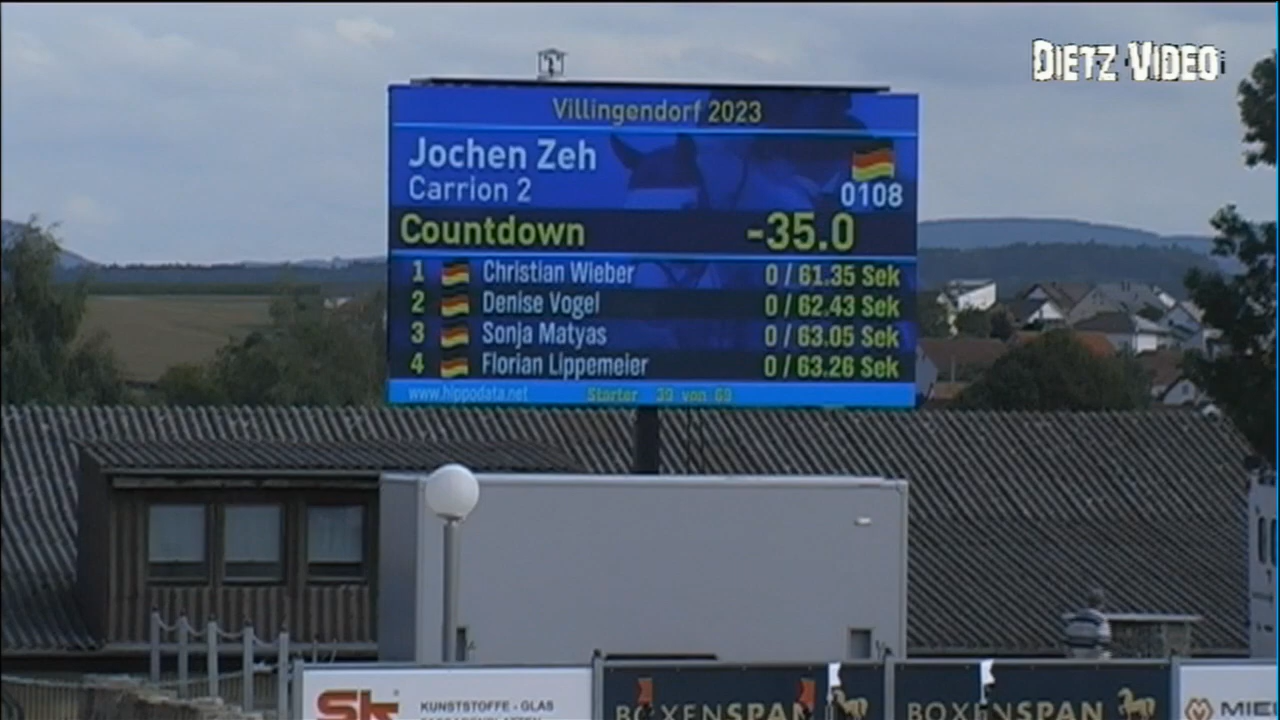 DIETZ VIDEO
Villingendorf 2023
Jochen Zeh
Carrion 2
0108
Countdown -35.0
1 Christian Wieber 0 / 61.35 Sek
2 Denise Vogel 0 / 62.43 Sek
3 Sonja Matyas 0 / 63.05 Sek
4 Florian Lippemeier 0 / 63.26 Sek
www.hippodata.net Starter 39 von 69
SK KUNSTSTOFFE - GLAS
BOXENSPAN
BOXENSPAN